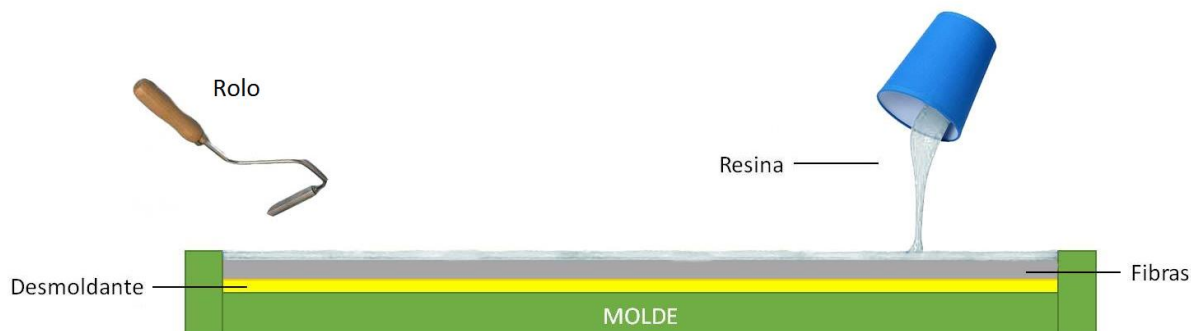 Rolo
Resina
Fibras
Desmoldante
MOLDE